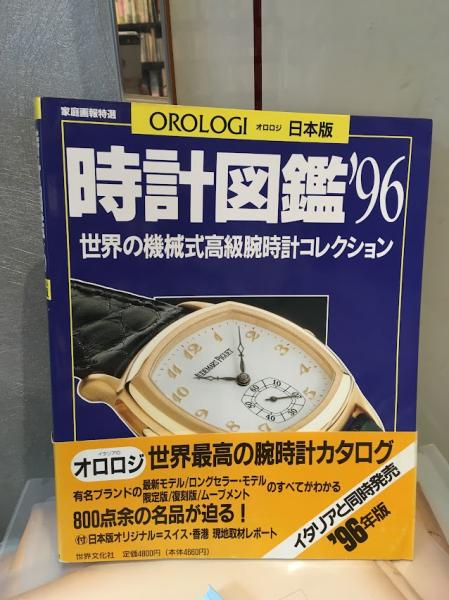 家庭画報特選
OROLOGI オロロジ 日本版
時計図鑑'96
世界の機械式高級腕時計コレクション
AUDEMARS PIGUET
イタリアの
オロロジ 世界最高の腕時計カタログ
有名ブランドの最新モデル/ロングセラー・モデル
限定版/復刻版/ムーブメントのすべてがわかる
800点余の名品が迫る!
(付)日本版オリジナル=スイス・香港 現地取材レポート
世界文化社 定価4800円(本体4660円)
イタリアと同時発売
'96年版